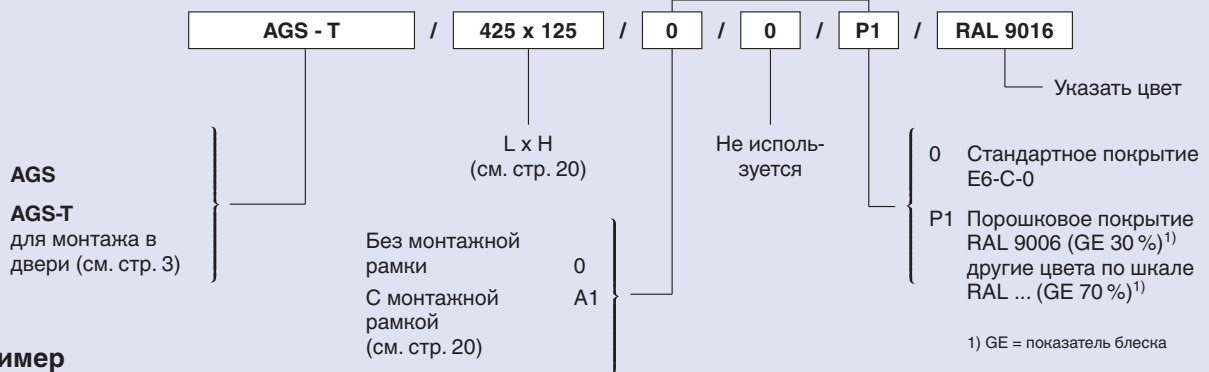 AGS - T / 425 x 125 / 0 / 0 / P1 / RAL 9016
Указать цвет
L x H
(см. стр. 20)
Не исполь-
зуется
AGS
AGS-T
для монтажа в
двери (см. стр. 3)
Без монтажной
рамки 0
С монтажной A1
рамкой
(см. стр. 20)
0 Стандартное покрытие
E6-C-0
P1 Порошковое покрытие
RAL 9006 (GE 30 %)1)
другие цвета по шкале
RAL ... (GE 70 %)1)
1) GE = показатель блеска
имер